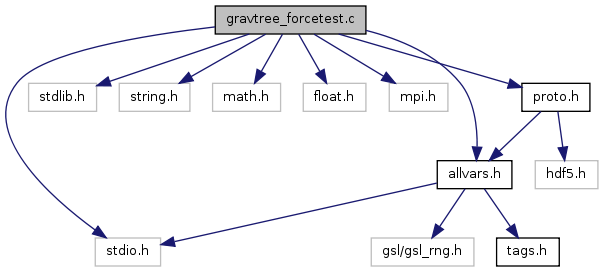 gravtree_forcetest.c
stdlib.h
string.h
math.h
float.h
mpi.h
proto.h
allvars.h
hdf5.h
stdio.h
gsl/gsl_rng.h
tags.h